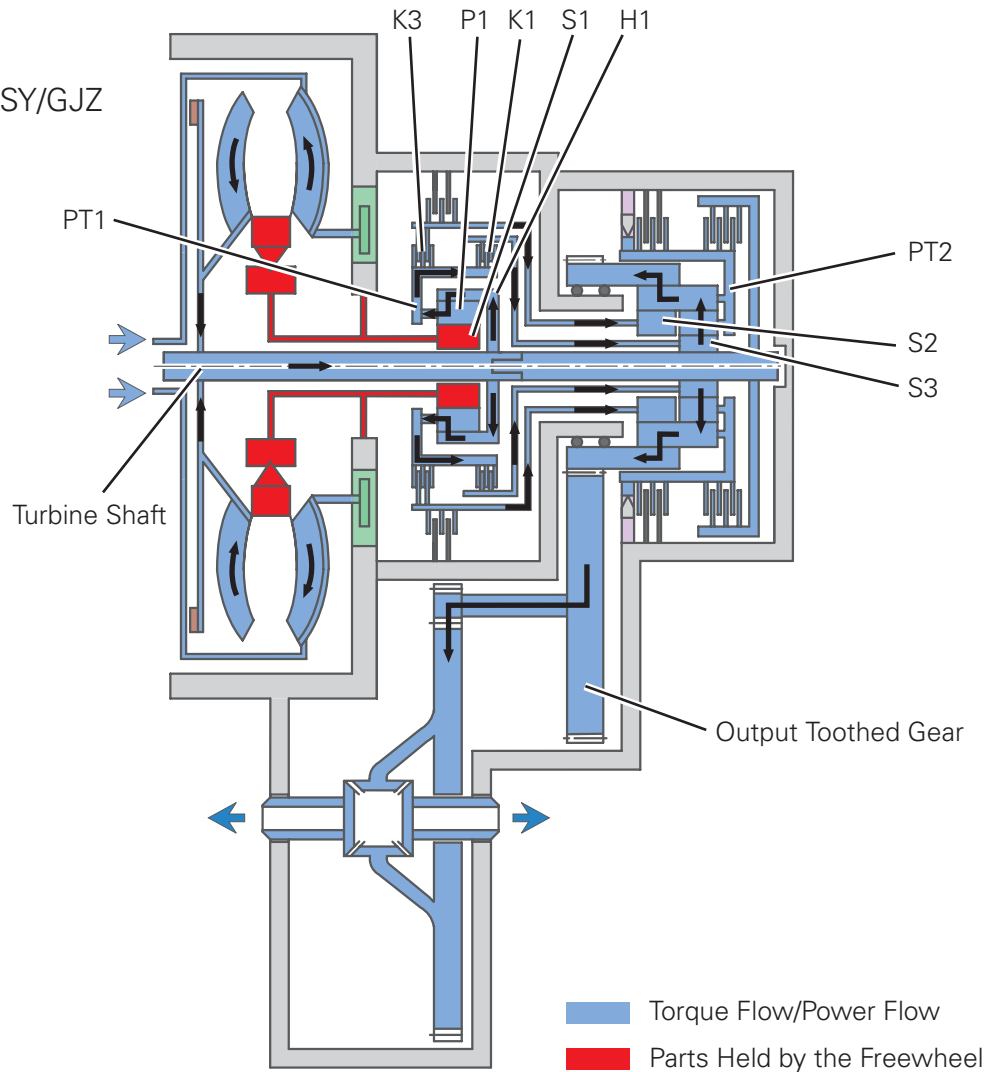 K3 P1 K1 S1 H1
SY/GJZ
PT1
PT2
S2
S3
Turbine Shaft
Output Toothed Gear
Torque Flow/Power Flow
Parts Held by the Freewheel